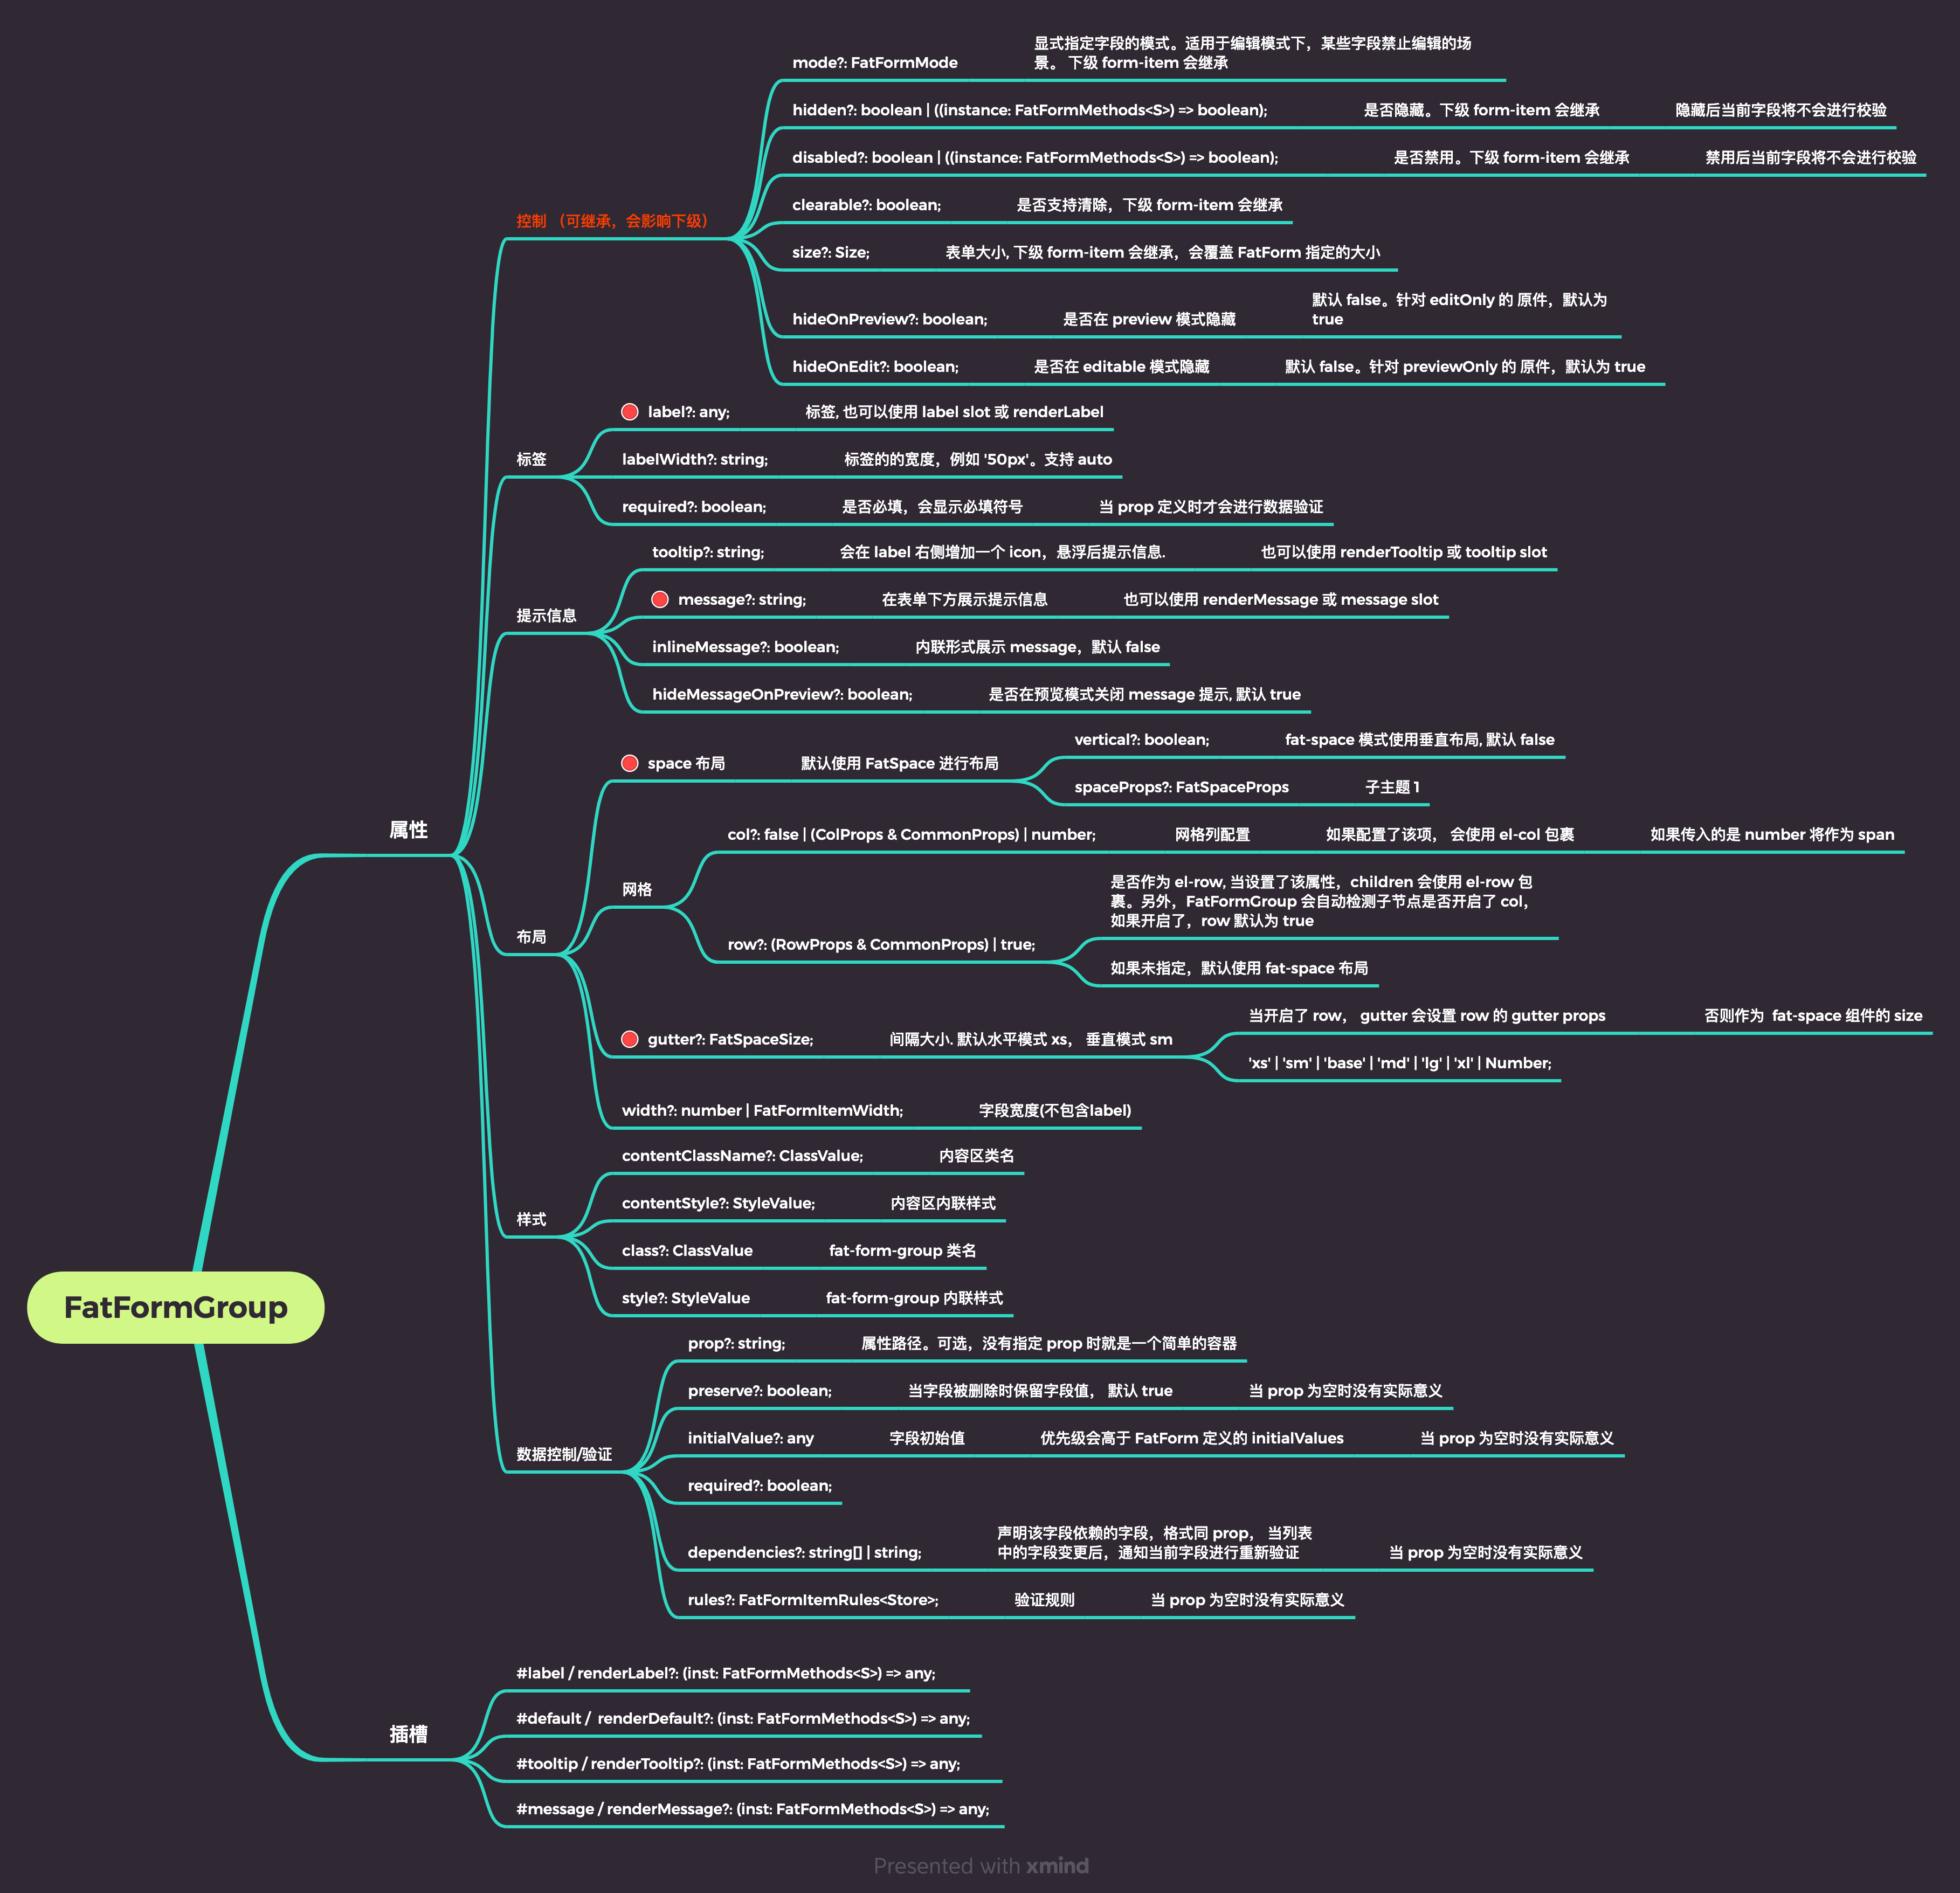 FatFormGroup
属性
控制 （可继承，会影响下级）
mode?: FatFormMode
显式指定字段的模式。适用于编辑模式下，某些字段禁止编辑的场
景。 下级 form-item 会继承
hidden?: boolean | ((instance: FatFormMethods<S>) => boolean);
是否隐藏。下级 form-item 会继承
隐藏后当前字段将不会进行校验
disabled?: boolean | ((instance: FatFormMethods<S>) => boolean);
是否禁用。下级 form-item 会继承
禁用后当前字段将不会进行校验
clearable?: boolean;
是否支持清除，下级 form-item 会继承
size?: Size;
表单大小, 下级 form-item 会继承，会覆盖 FatForm 指定的大小
hideOnPreview?: boolean;
是否在 preview 模式隐藏
默认 false。针对 editOnly 的 原件，默认为
true
hideOnEdit?: boolean;
是否在 editable 模式隐藏
默认 false。针对 previewOnly 的 原件，默认为 true
标签
label?: any;
标签, 也可以使用 label slot 或 renderLabel
labelWidth?: string;
标签的的宽度，例如 '50px'。支持 auto
required?: boolean;
是否必填，会显示必填符号
当 prop 定义时才会进行数据验证
提示信息
tooltip?: string;
会在 label 右侧增加一个 icon，悬浮后提示信息.
也可以使用 renderTooltip 或 tooltip slot
message?: string;
在表单下方展示提示信息
也可以使用 renderMessage 或 message slot
inlineMessage?: boolean;
内联形式展示 message，默认 false
hideMessageOnPreview?: boolean;
是否在预览模式关闭 message 提示, 默认 true
布局
space 布局
默认使用 FatSpace 进行布局
vertical?: boolean;
fat-space 模式使用垂直布局, 默认 false
spaceProps?: FatSpaceProps
子主题 1
网格
col?: false | (ColProps & CommonProps) | number;
网格列配置
如果配置了该项， 会使用 el-col 包裹
如果传入的是 number 将作为 span
row?: (RowProps & CommonProps) | true;
是否作为 el-row, 当设置了该属性，children 会使用 el-row 包
裹。另外，FatFormGroup 会自动检测子节点是否开启了 col，
如果开启了，row 默认为 true
如果未指定，默认使用 fat-space 布局
gutter?: FatSpaceSize;
间隔大小. 默认水平模式 xs， 垂直模式 sm
当开启了 row， gutter 会设置 row 的 gutter props
否则作为 fat-space 组件的 size
'xs' | 'sm' | 'base' | 'md' | 'lg' | 'xl' | Number;
width?: number | FatFormItemWidth;
字段宽度(不包含label)
样式
contentClassName?: ClassValue;
内容区类名
contentStyle?: StyleValue;
内容区内联样式
class?: ClassValue
fat-form-group 类名
style?: StyleValue
fat-form-group 内联样式
数据控制/验证
prop?: string;
属性路径。可选，没有指定 prop 时就是一个简单的容器
preserve?: boolean;
当字段被删除时保留字段值， 默认 true
当 prop 为空时没有实际意义
initialValue?: any
字段初始值
优先级会高于 FatForm 定义的 initialValues
当 prop 为空时没有实际意义
required?: boolean;
dependencies?: string[] | string;
声明该字段依赖的字段，格式同 prop， 当列表
中的字段变更后，通知当前字段进行重新验证
当 prop 为空时没有实际意义
rules?: FatFormItemRules<Store>;
验证规则
当 prop 为空时没有实际意义
插槽
#label / renderLabel?: (inst: FatFormMethods<S>) => any;
#default / renderDefault?: (inst: FatFormMethods<S>) => any;
#tooltip / renderTooltip?: (inst: FatFormMethods<S>) => any;
#message / renderMessage?: (inst: FatFormMethods<S>) => any;
Presented with xmind